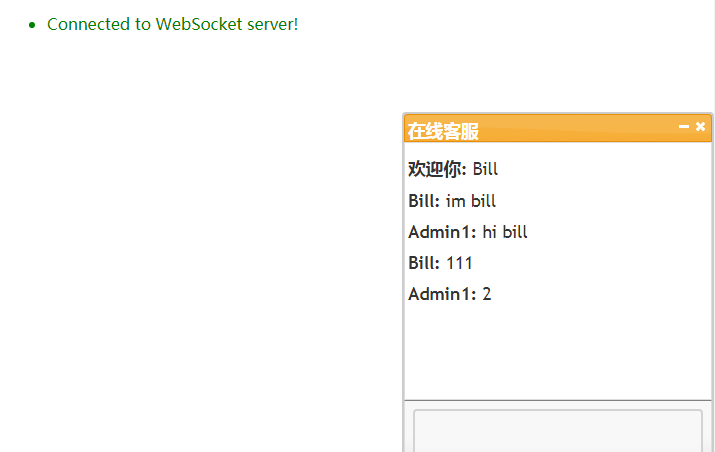 Connected to WebSocket server!
在线客服
欢迎你: Bill
Bill: im bill
Admin1: hi bill
Bill: 111
Admin1: 2